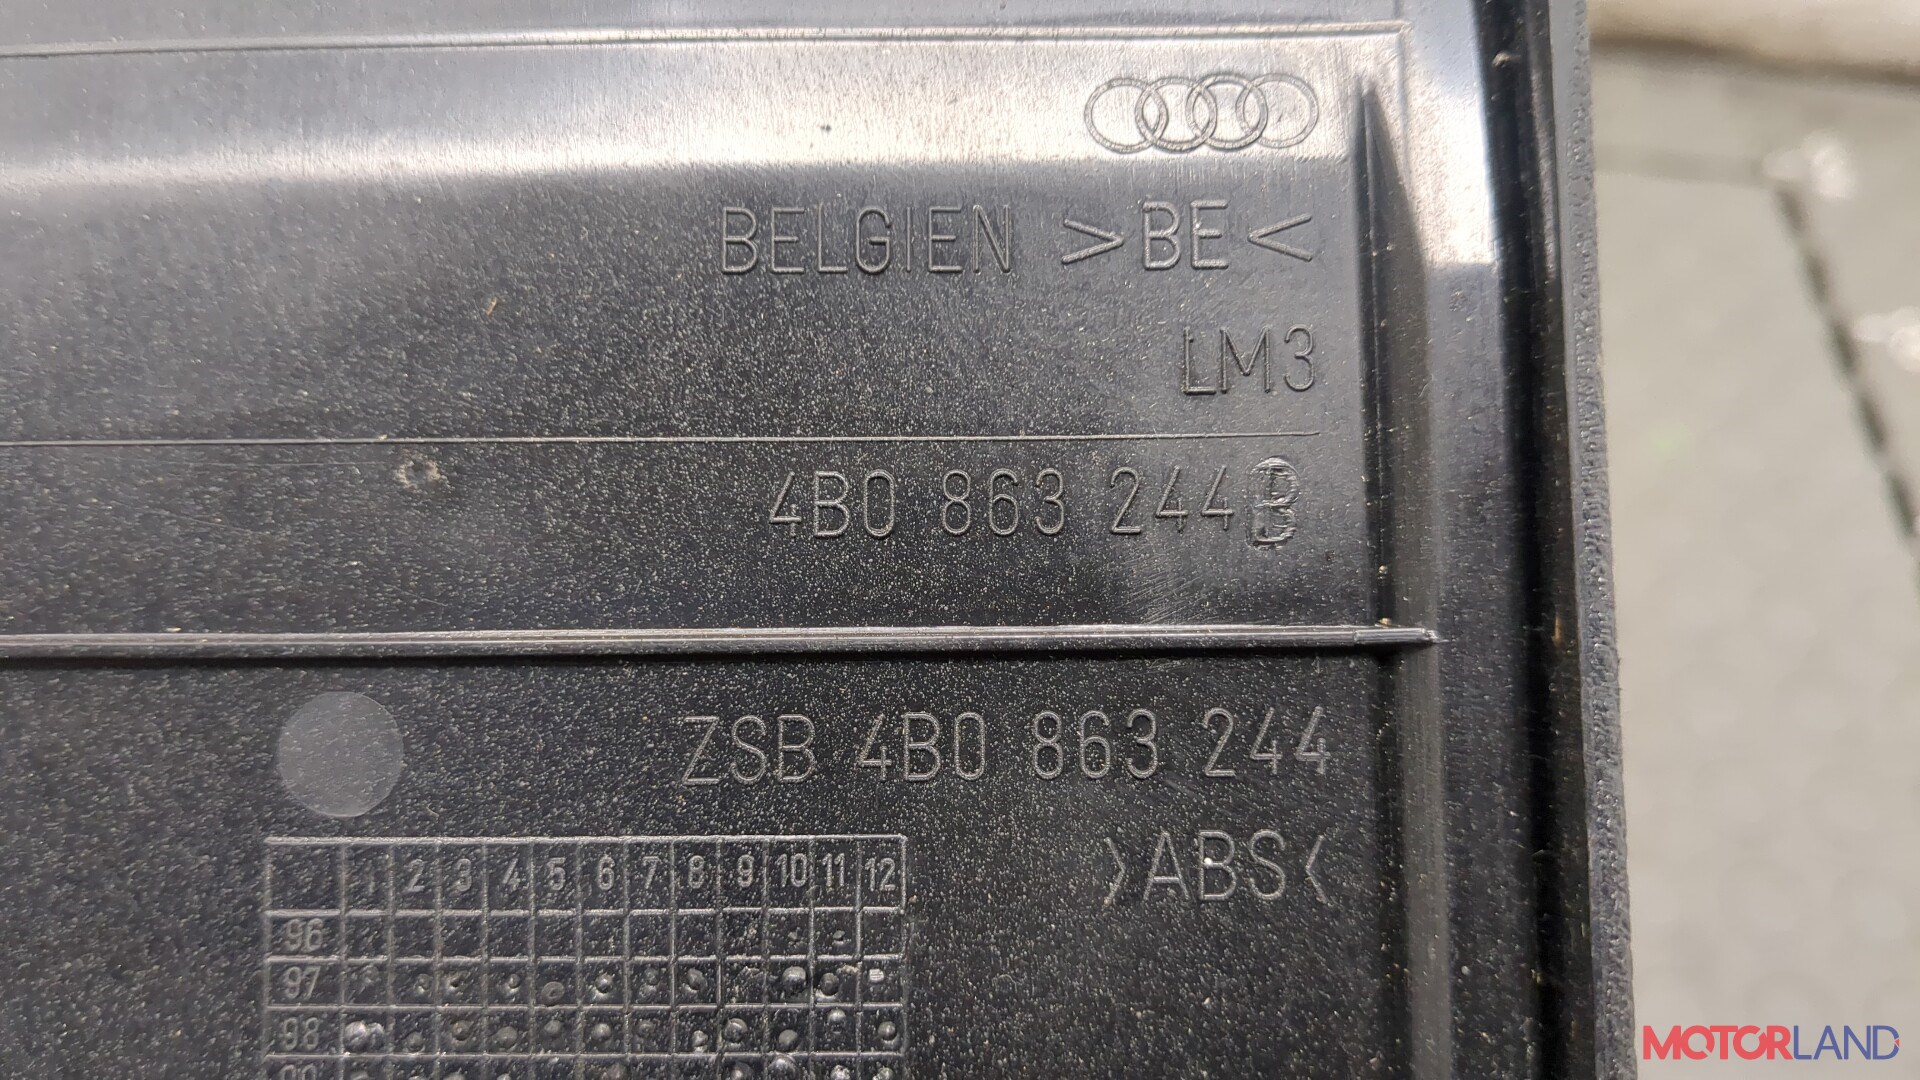 BELGIEN >BE<
LM3
4B0 863 244 B
ZSB 4B0 863 244
>ABS<
1 2 3 4 5 6 7 8 9 10 11 12
96
97
98
MOTORLAND